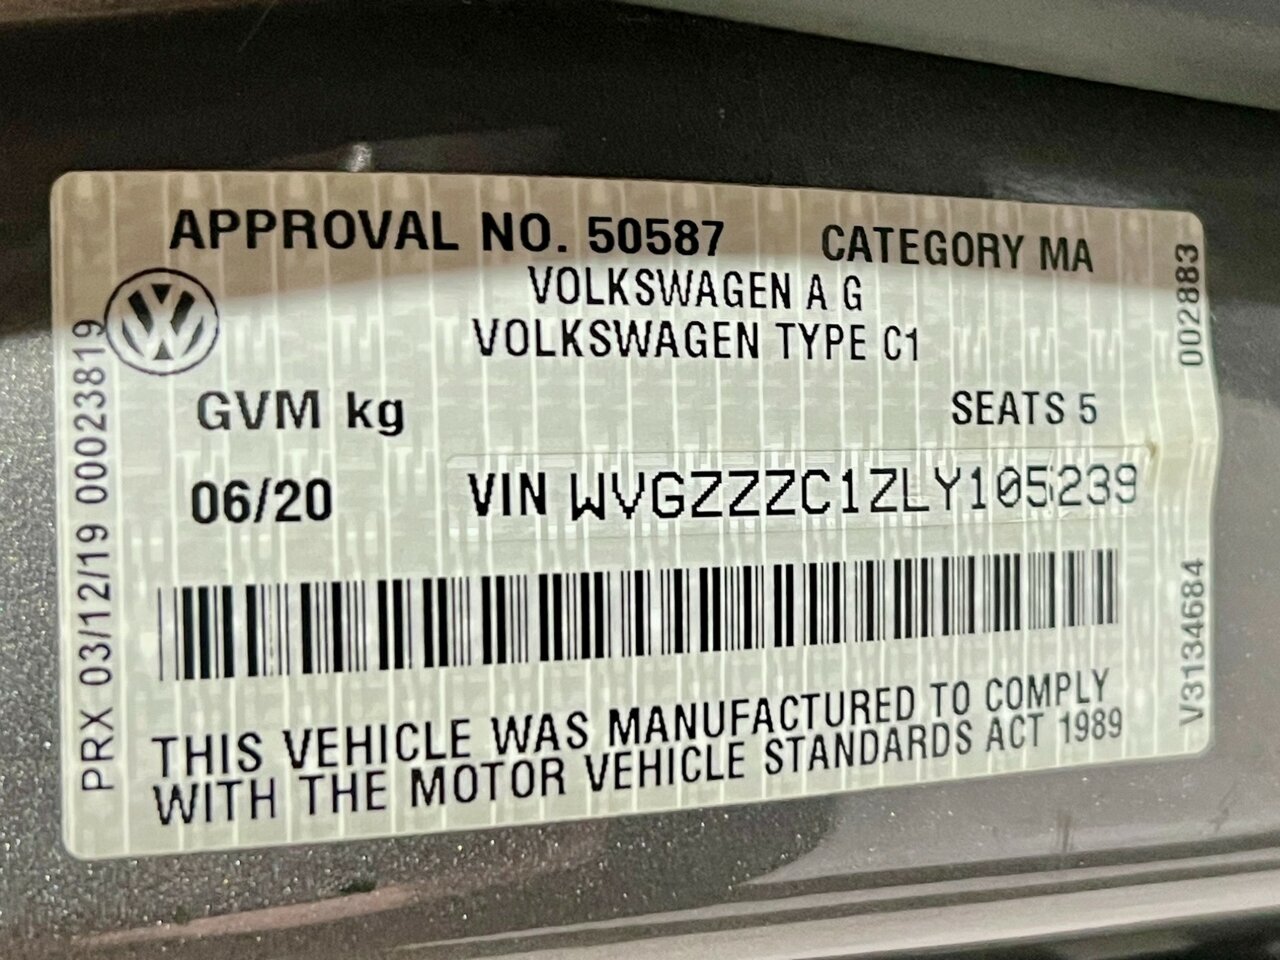 APPROVAL NO. 50587 CATEGORY MA
VOLKSWAGEN A G
VOLKSWAGEN TYPE C1
GVM kg SEATS 5
06/20 VIN WVGZZZC1ZLY105239
THIS VEHICLE WAS MANUFACTURED TO COMPLY
WITH THE MOTOR VEHICLE STANDARDS ACT 1989
PRX 03/12/19 000238819
002883
V3134684